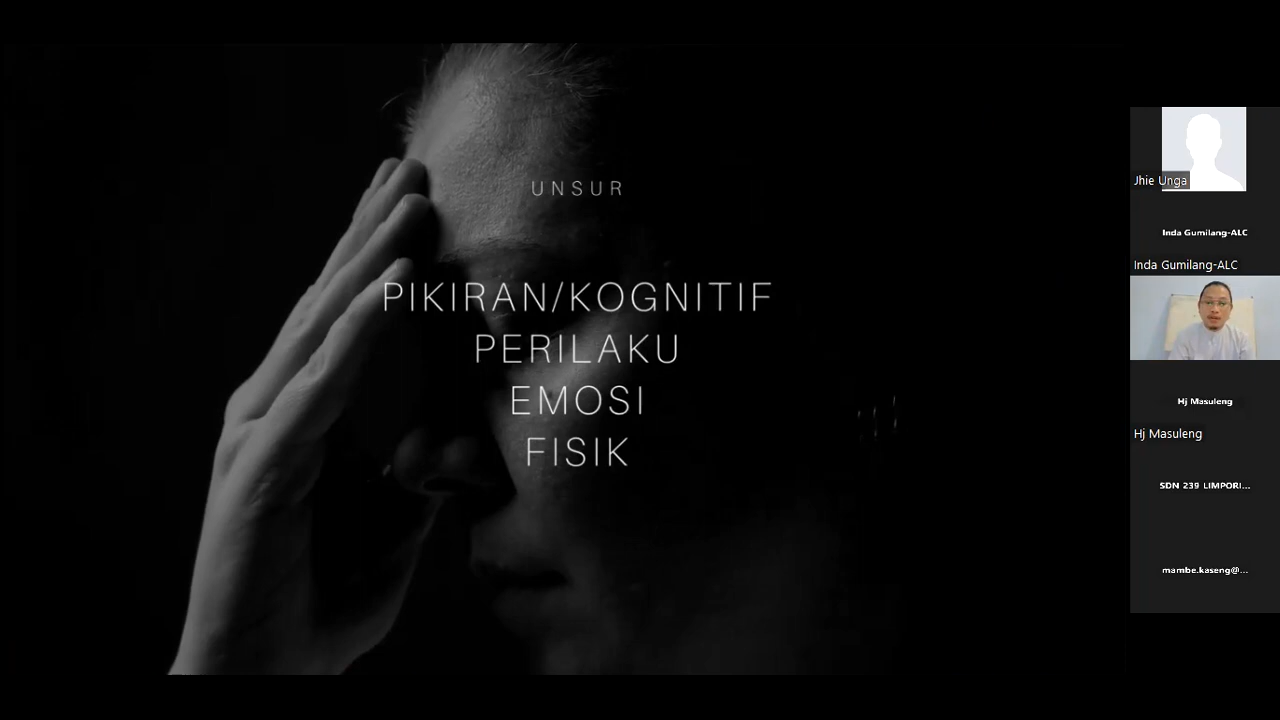 UNSUR
PIKIRAN/KOGNITIF
PERILAKU
EMOSI
FISIK
Jhie Unga
Inda Gumilang-ALC
Inda Gumilang-ALC
Hj Masuleng
Hj Masuleng
SDN 239 LIMPORI...
mambe.kaseng@...